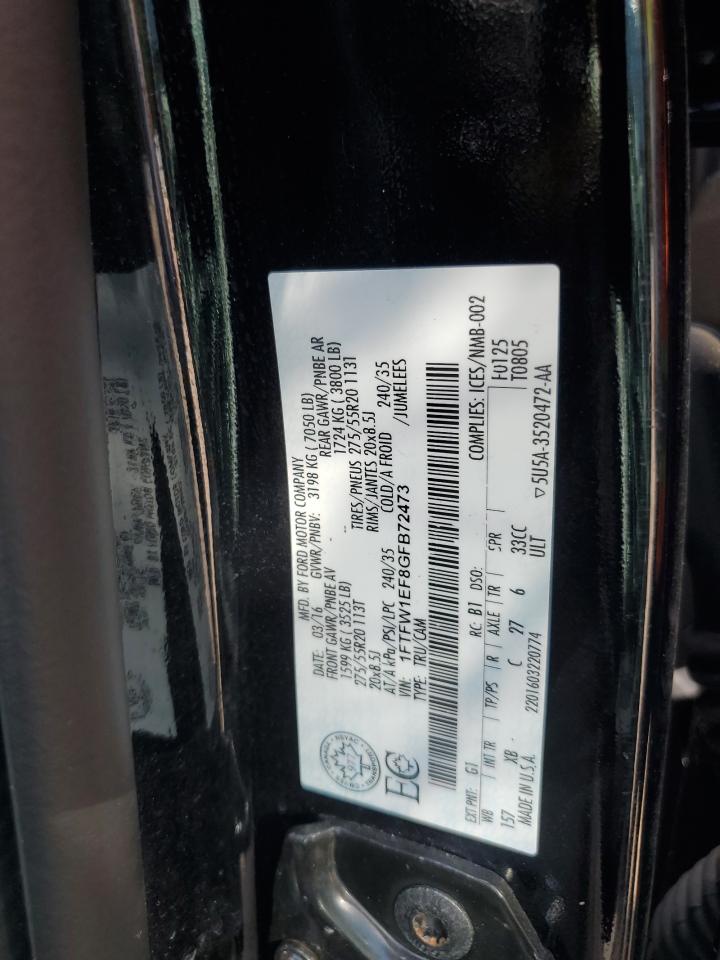 MFD. BY FORD MOTOR COMPANY
DATE: 03/16 GVWR/PNBV: 3198 KG ( 7050 LB)
FRONT GAWR/PNBE AV REAR GAWR/PNBE AR
1599 KG ( 3525 LB) 1724 KG ( 3800 LB)
275/55R20 113T TIRES/PNEUS 275/55R20 113T
20x8.5J RIMS/JANTES 20x8.5J
AT/A kPa/PSI/LPC 240/35 COLD/A FROID 240/35
VIN: 1FTFW1EF8GFB72473 /JUMELEES
TYPE: TRU/CAM
CANADA
TRANSPORT
EC
EXT PNT: G1 RC: B1 DSO: COMPLIES: ICES/NMB-002
WB INT TR TP/PS R AXLE TR SPR FU125
157 XB C 27 6 33CC T0805
MADE IN U.S.A. ULT
2201603220774 ▽5U5A-3520472-AA